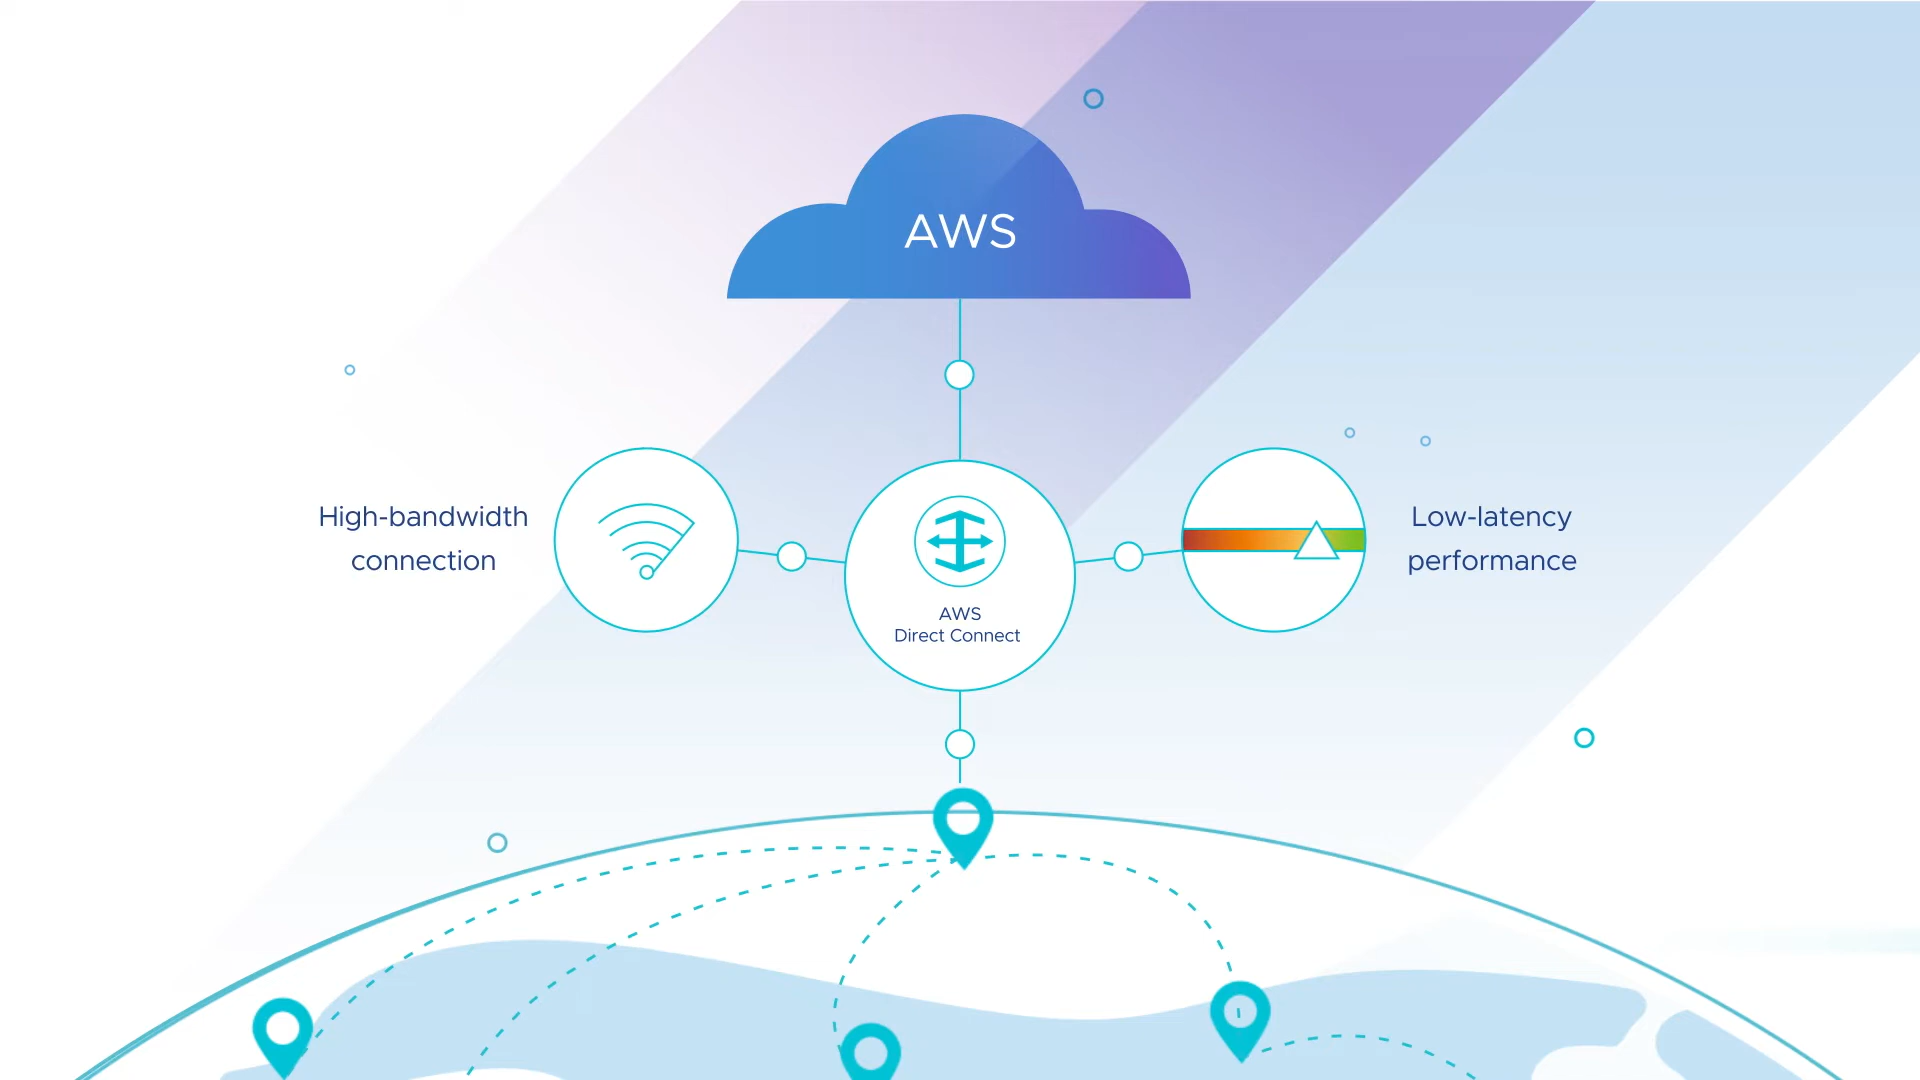 AWS
High-bandwidth
connection
AWS
Direct Connect
Low-latency
performance